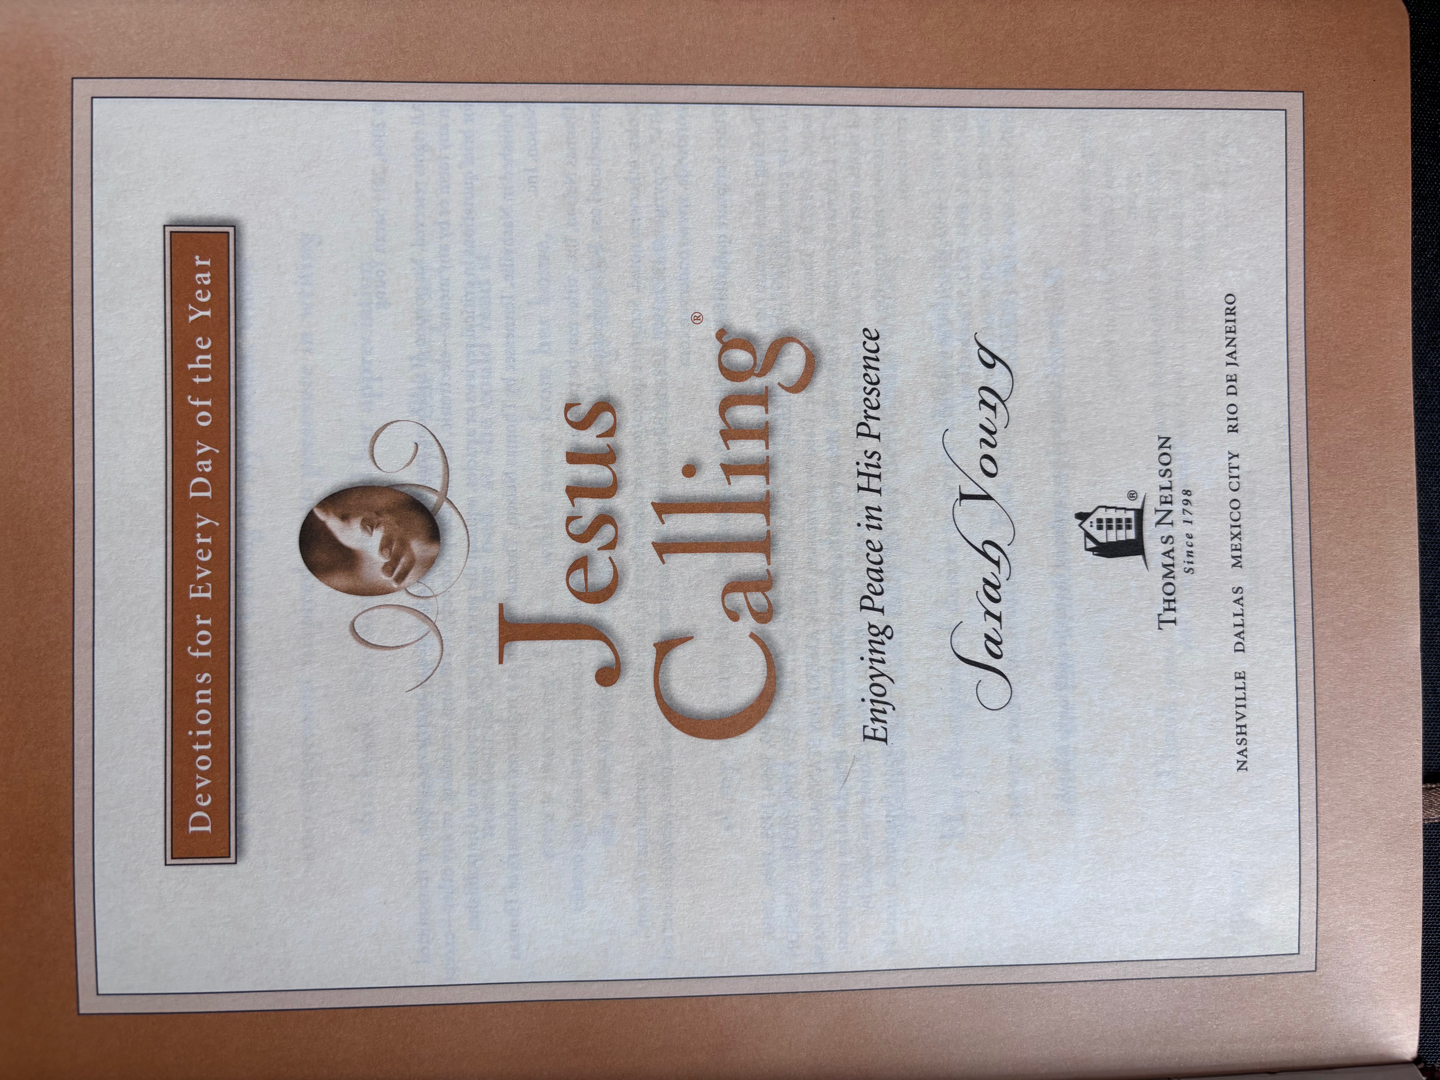 Devotions for Every Day of the Year
Jesus
Calling®
Enjoying Peace in His Presence
Sarah Young
®
THOMAS NELSON
Since 1798
NASHVILLE DALLAS MEXICO CITY RIO DE JANEIRO